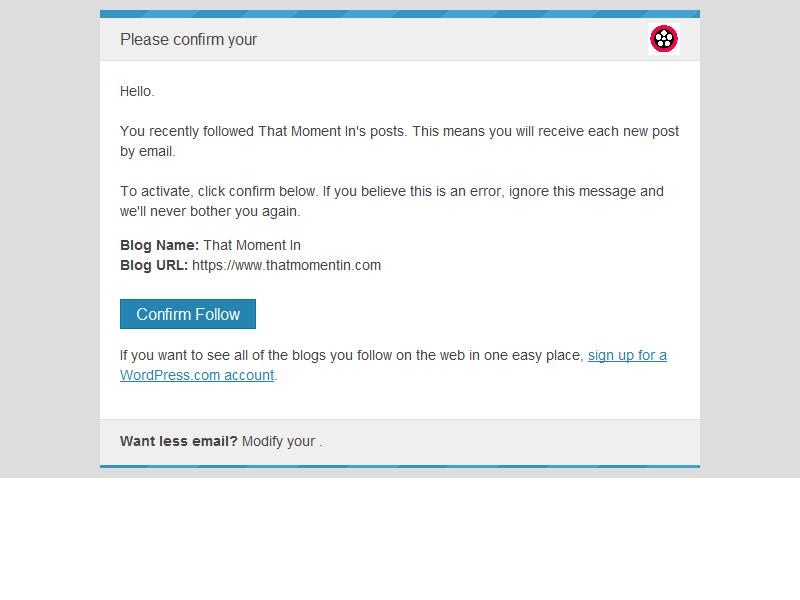 Please confirm your
Hello.
You recently followed That Moment In's posts. This means you will receive each new post
by email.
To activate, click confirm below. If you believe this is an error, ignore this message and
we'll never bother you again.
Blog Name: That Moment In
Blog URL: https://www.thatmomentin.com
Confirm Follow
If you want to see all of the blogs you follow on the web in one easy place, sign up for a
WordPress.com account.
Want less email? Modify your .